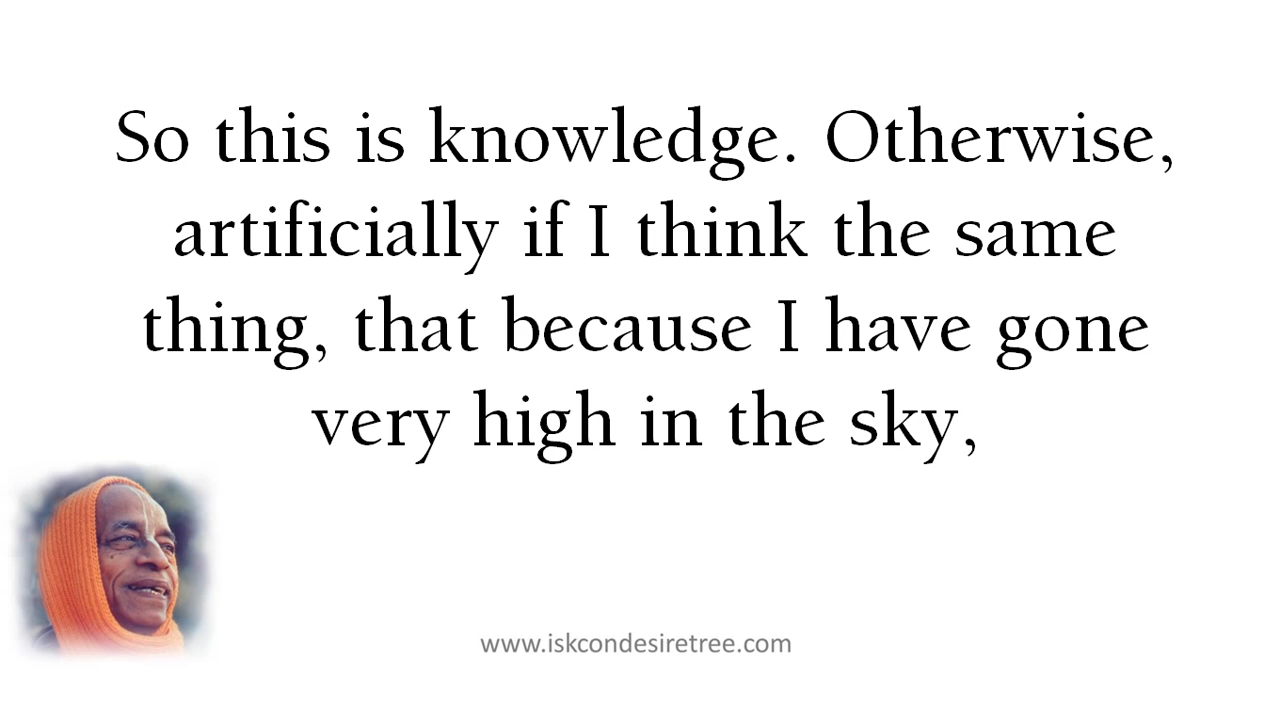 So this is knowledge. Otherwise,
artificially if I think the same
thing, that because I have gone
very high in the sky,
www.iskcondesiretree.com